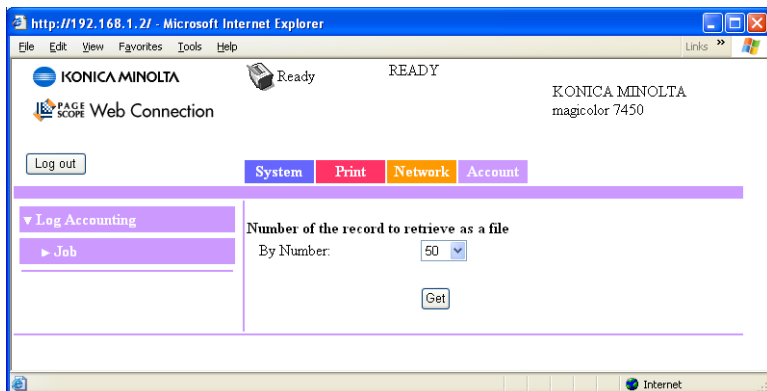 http://192.168.1.2/ - Microsoft Internet Explorer
File Edit View Favorites Tools Help Links »
KONICA MINOLTA Ready READY
KONICA MINOLTA
PAGE SCOPE Web Connection magicolor 7450
Log out
System Print Network Account
▼ Log Accounting
Number of the record to retrieve as a file
► Job By Number: 50
Get
Internet